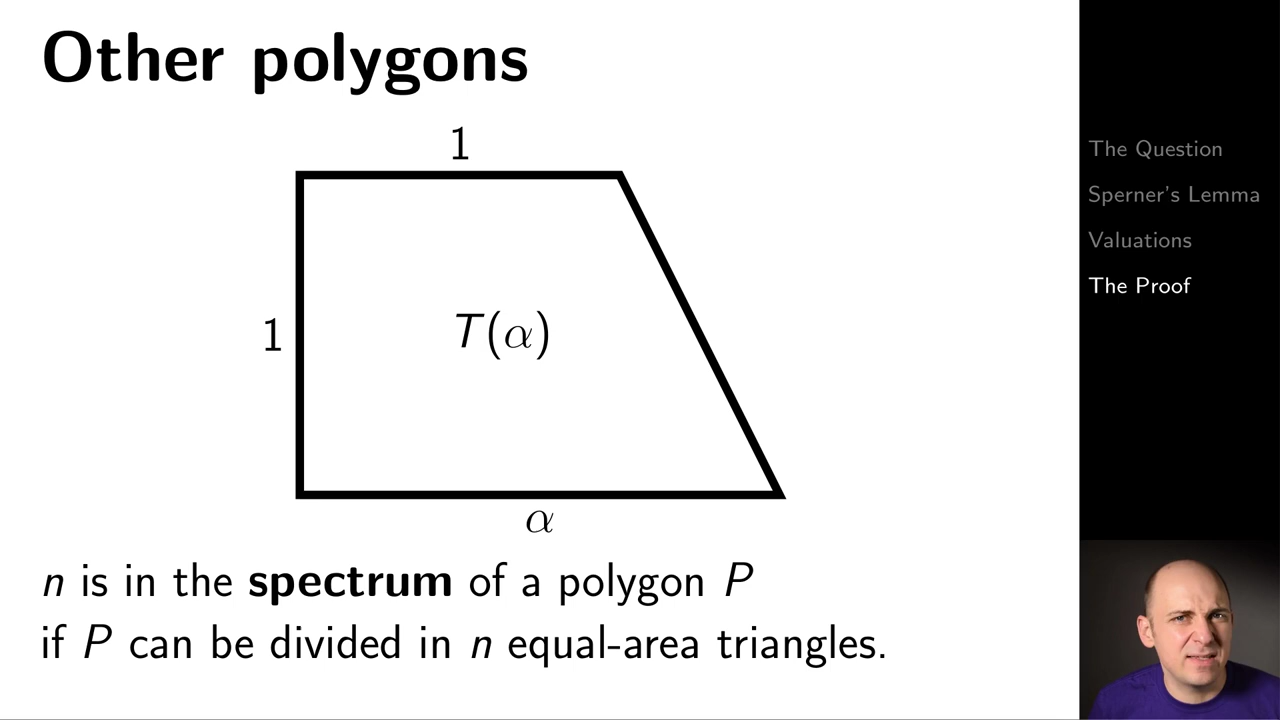 Other polygons
1
1
T(α)
α
n is in the spectrum of a polygon P
if P can be divided in n equal-area triangles.
The Question
Sperner's Lemma
Valuations
The Proof